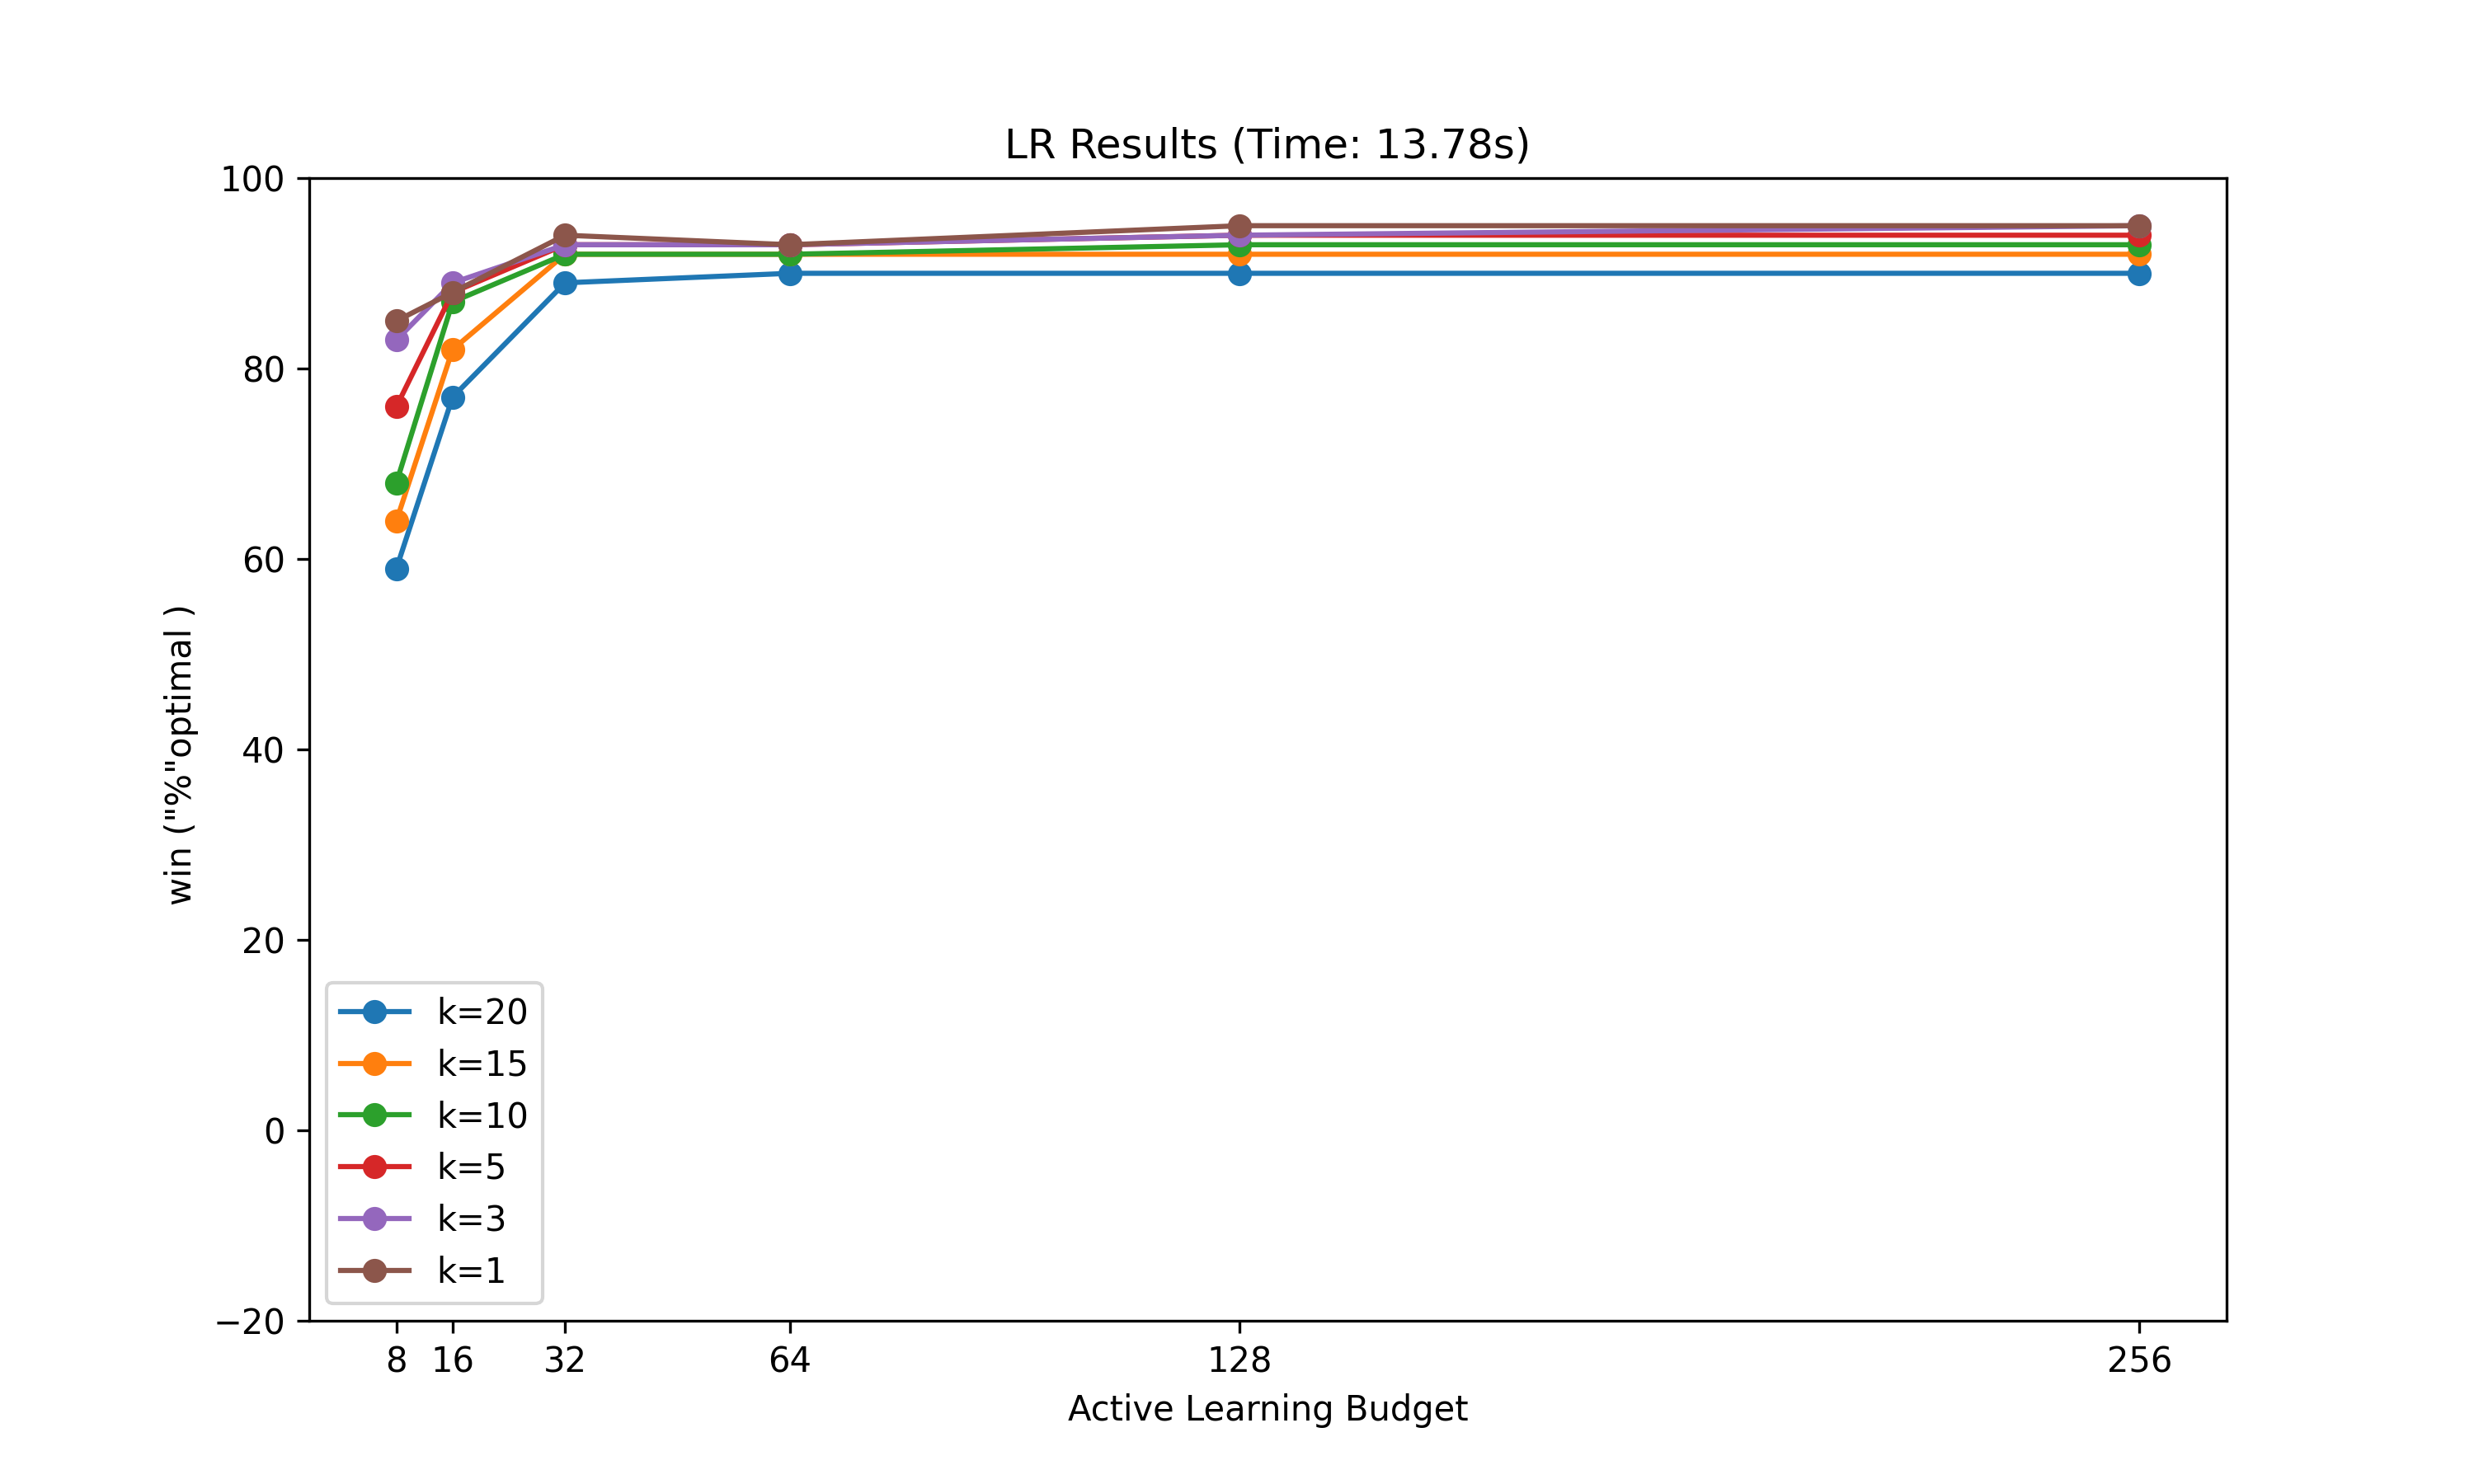 LR Results (Time: 13.78s)
100
80
60
40
20
0
−20
win ("%"optimal )
k=20
k=15
k=10
k=5
k=3
k=1
8 16 32 64 128 256
Active Learning Budget